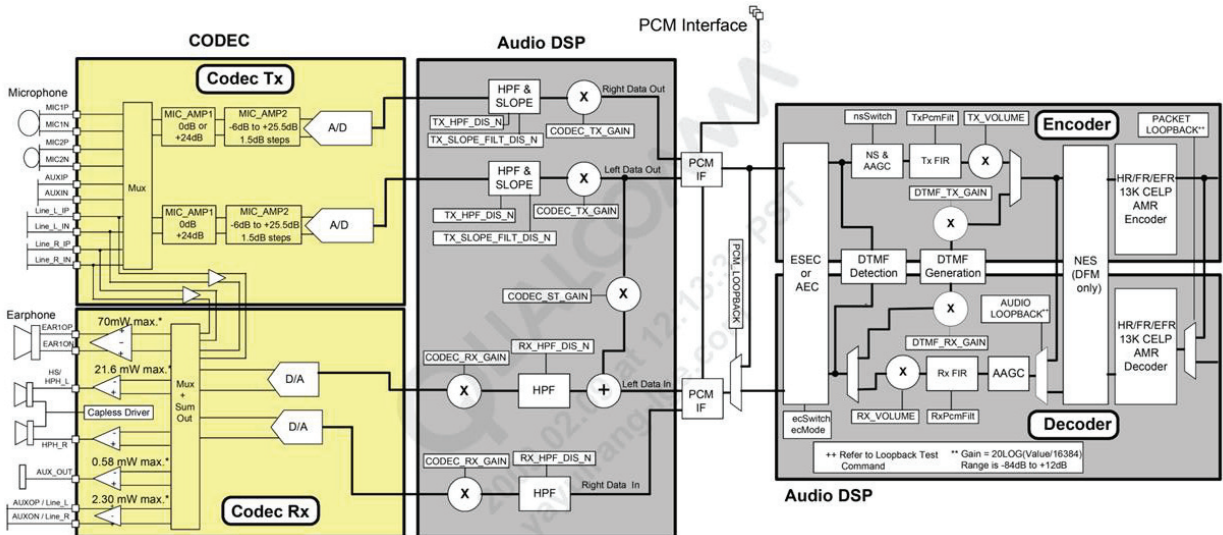 PCM Interface
CODEC
Audio DSP
Codec Tx
Microphone
MIC1P
MIC1N
MIC2P
MIC2N
AUXIP
AUXIN
Line_L_IP
Line_L_IN
Line_R_IP
Line_R_IN
Mux
MIC_AMP1
0dB or
+24dB
MIC_AMP2
-6dB to +25.5dB
1.5dB steps
A/D
MIC_AMP1
0dB
+24dB
MIC_AMP2
-6dB to +25.5dB
1.5dB steps
A/D
HPF &
SLOPE
X
Right Data Out
TX_HPF_DIS_N
TX_SLOPE_FILT_DIS_N
CODEC_TX_GAIN
HPF &
SLOPE
X
Left Data Out
TX_HPF_DIS_N
TX_SLOPE_FILT_DIS_N
CODEC_TX_GAIN
PCM
IF
CODEC_ST_GAIN
X
PCM_LOOPBACK
Earphone
EAR1OP
EAR1ON
70mW max.*
HS/
HPH_L
21.6 mW max.*
Capless Driver
HPH_R
AUX_OUT
0.58 mW max.*
AUXOP / Line_L
AUXON / Line_R
2.30 mW max.*
Mux
+
Sum
Out
D/A
D/A
Codec Rx
CODEC_RX_GAIN
RX_HPF_DIS_N
X
HPF
+
Left Data In
PCM
IF
CODEC_RX_GAIN
RX_HPF_DIS_N
X
HPF
Right Data In
Encoder
nsSwitch
TxPcmFilt
TX_VOLUME
PACKET
LOOPBACK**
NS &
AAGC
Tx FIR
X
DTMF_TX_GAIN
X
HR/FR/EFR
13K CELP
AMR
Encoder
ESEC
or
AEC
DTMF
Detection
DTMF
Generation
NES
(DFM
only)
X
DTMF_RX_GAIN
AUDIO
LOOPBACK**
HR/FR/EFR
13K CELP
AMR
Decoder
X
Rx FIR
AAGC
RX_VOLUME
RxPcmFilt
ecSwitch
ecMode
Decoder
++ Refer to Loopback Test
Command
** Gain = 20LOG(Value/16384)
Range is -84dB to +12dB
Audio DSP
QUALCOMM